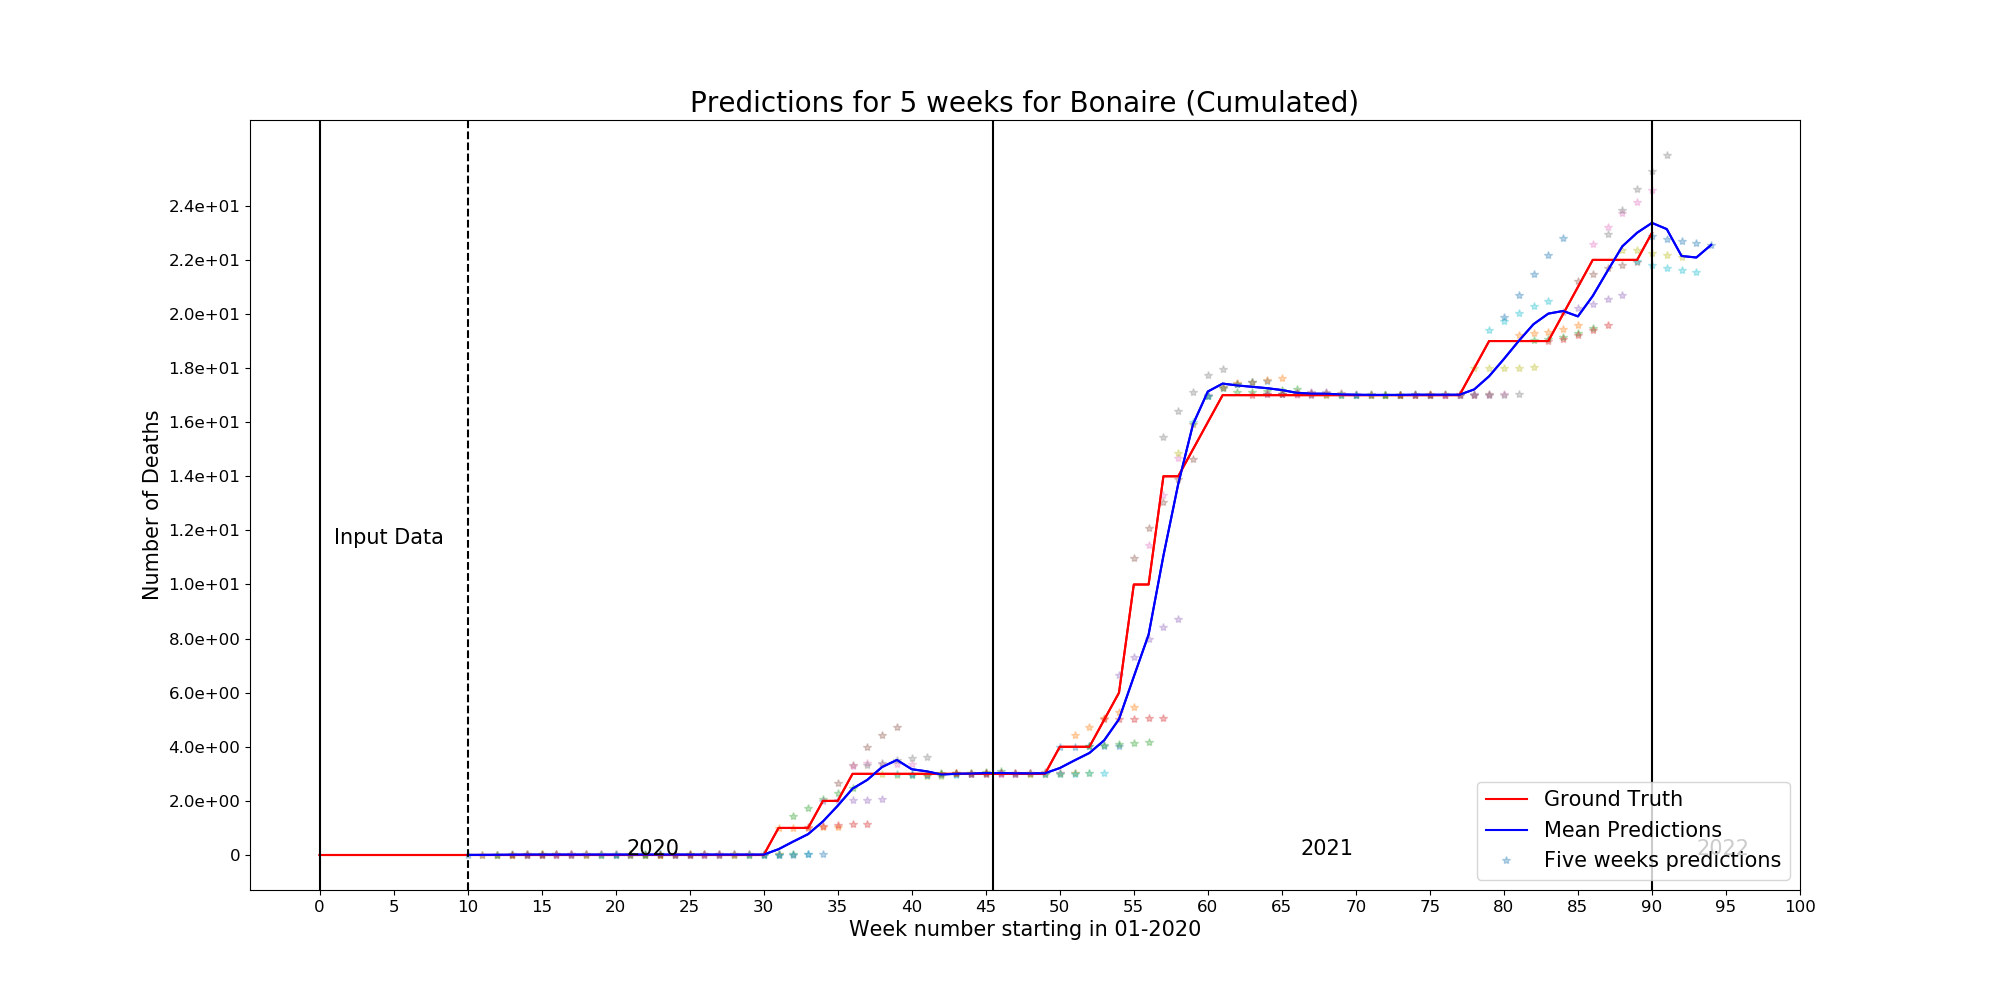 Predictions for 5 weeks for Bonaire (Cumulated)
Number of Deaths
2.4e+01
2.2e+01
2.0e+01
1.8e+01
1.6e+01
1.4e+01
1.2e+01
1.0e+01
8.0e+00
6.0e+00
4.0e+00
2.0e+00
0
Input Data
2020
2021
2022
Ground Truth
Mean Predictions
Five weeks predictions
0 5 10 15 20 25 30 35 40 45 50 55 60 65 70 75 80 85 90 95 100
Week number starting in 01-2020